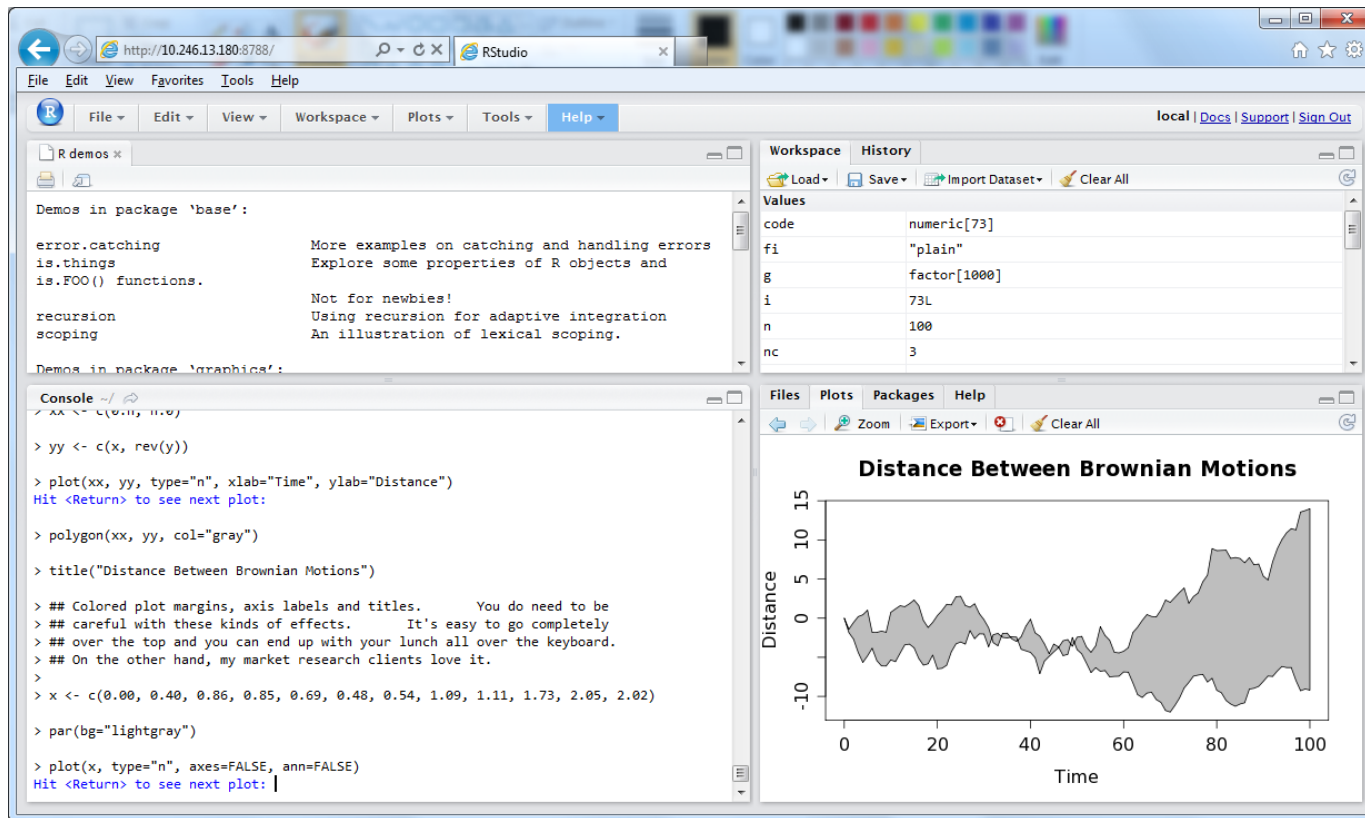 http://10.246.13.180:8788/
RStudio
File Edit View Favorites Tools Help
File Edit View Workspace Plots Tools Help
local | Docs | Support | Sign Out
R demos
Demos in package 'base':
error.catching More examples on catching and handling errors
is.things Explore some properties of R objects and
is.FOO() functions.
Not for newbies!
recursion Using recursion for adaptive integration
scoping An illustration of lexical scoping.
Demos in package 'graphics':
Workspace History
Load Save Import Dataset Clear All
Values
code numeric[73]
fi "plain"
g factor[1000]
i 73L
n 100
nc 3
Console ~/
> xx <- c(0:n, n:0)
> yy <- c(x, rev(y))
> plot(xx, yy, type="n", xlab="Time", ylab="Distance")
Hit <Return> to see next plot:
> polygon(xx, yy, col="gray")
> title("Distance Between Brownian Motions")
> ## Colored plot margins, axis labels and titles. You do need to be
> ## careful with these kinds of effects. It's easy to go completely
> ## over the top and you can end up with your lunch all over the keyboard.
> ## On the other hand, my market research clients love it.
>
> x <- c(0.00, 0.40, 0.86, 0.85, 0.69, 0.48, 0.54, 1.09, 1.11, 1.73, 2.05, 2.02)
> par(bg="lightgray")
> plot(x, type="n", axes=FALSE, ann=FALSE)
Hit <Return> to see next plot:
Files Plots Packages Help
Zoom Export Clear All
Distance Between Brownian Motions
Distance
15
10
5
0
-10
0 20 40 60 80 100
Time